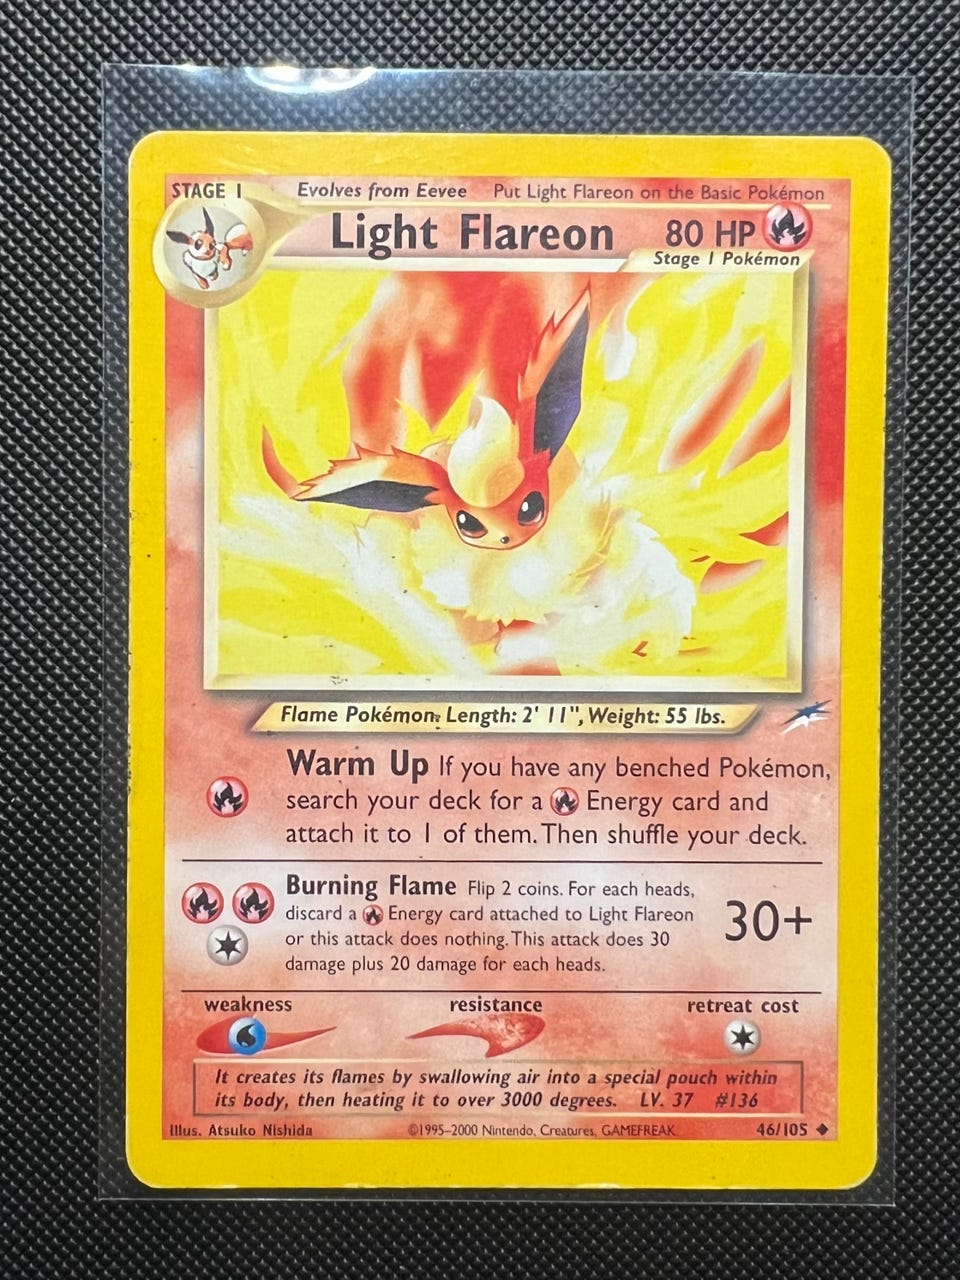 STAGE 1 Evolves from Eevee Put Light Flareon on the Basic Pokémon
Light Flareon 80 HP
Stage 1 Pokémon
Flame Pokémon. Length: 2' 11", Weight: 55 lbs.
Warm Up If you have any benched Pokémon,
search your deck for a Energy card and
attach it to 1 of them. Then shuffle your deck.
Burning Flame Flip 2 coins. For each heads,
discard a Energy card attached to Light Flareon
or this attack does nothing. This attack does 30
damage plus 20 damage for each heads.
30+
weakness resistance retreat cost
It creates its flames by swallowing air into a special pouch within
its body, then heating it to over 3000 degrees. LV. 37 #136
Illus. Atsuko Nishida ©1995–2000 Nintendo, Creatures, GAMEFREAK 46/105